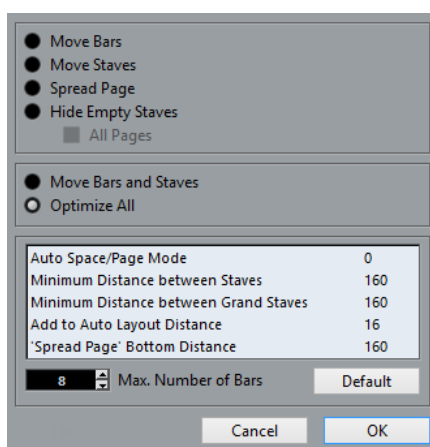 Move Bars
Move Staves
Spread Page
Hide Empty Staves
All Pages
Move Bars and Staves
Optimize All
Auto Space/Page Mode 0
Minimum Distance between Staves 160
Minimum Distance between Grand Staves 160
Add to Auto Layout Distance 16
'Spread Page' Bottom Distance 160
8 Max. Number of Bars Default
Cancel OK